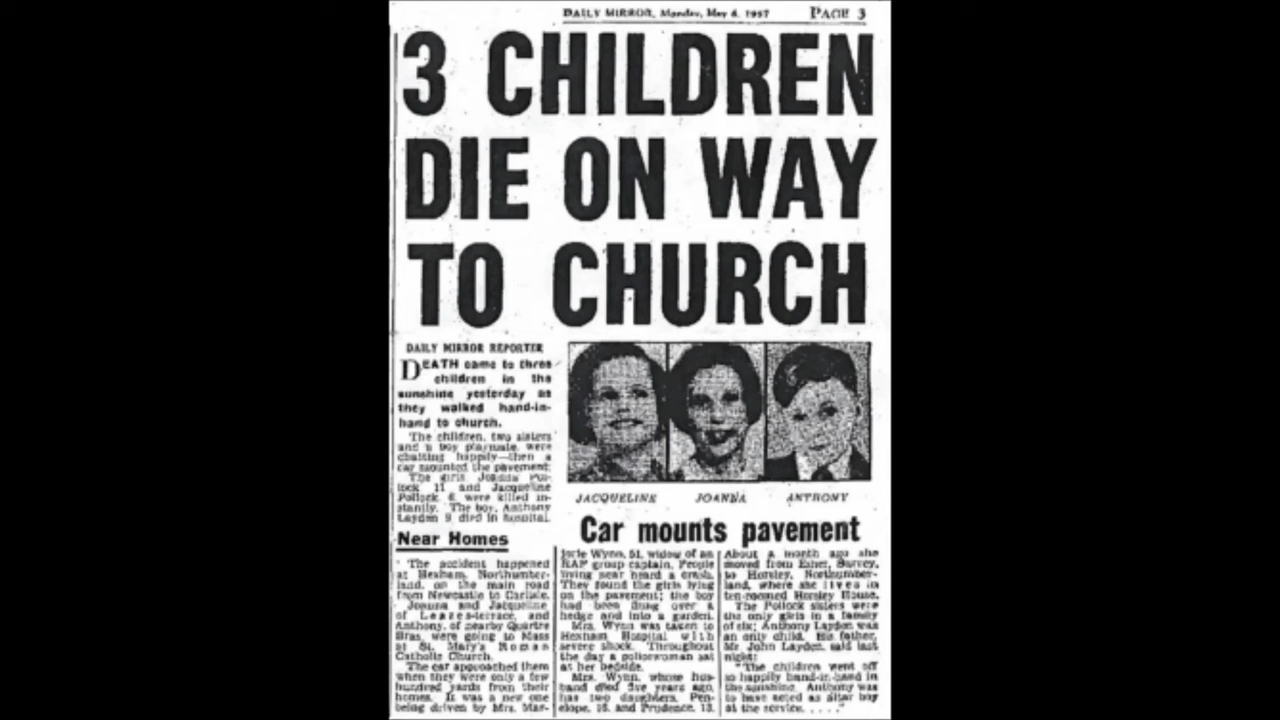 DAILY MIRROR, Monday, May 6, 1957 PAGE 3
3 CHILDREN
DIE ON WAY
TO CHURCH
DAILY MIRROR REPORTER
DEATH came to three
children in the
sunshine yesterday as
they walked hand-in-
hand to church.
The children, two sisters
and a boy playmate, were
chatting happily—then a
car mounted the pavement.
The girls Joanna Pol-
lock 11 and Jacqueline
Pollock, 6, were killed in-
stantly. The boy, Anthony
Layden 9 died in hospital.
Near Homes
The accident happened
at Hexham, Northumber-
land, on the main road
from Newcastle to Carlisle.
Joanna and Jacqueline
of Leazes-terrace, and
Anthony, of nearby Quatre
Bras, were going to Mass
at St. Mary's Roman
Catholic Church.
The car approached them
when they were only a few
hundred yards from their
homes. It was a new one
being driven by Mrs. Mar-
JACQUELINE JOANNA ANTHONY
Car mounts pavement
jorie Wynn, 51, widow of an
RAF group captain. People
living near heard a crash.
They found the girls lying
on the pavement; the boy
had been flung over a
hedge and into a garden.
Mrs. Wynn was taken to
Hexham Hospital with
severe shock. Throughout
the day a policewoman sat
at her bedside.
Mrs. Wynn, whose hus-
band died five years ago,
has two daughters, Pen-
elope, 16, and Prudence, 13.
About a month ago she
moved from Esher, Surrey,
to Horsley, Northumber-
land, where she lives in
ten-roomed Horsley House.
The Pollock sisters were
the only girls in a family
of six; Anthony Layden was
an only child. His father,
Mr John Layden, said last
night:
"The children went off
so happily hand-in-hand in
the sunshine. Anthony was
to have acted as altar boy
at the service. . . . ."